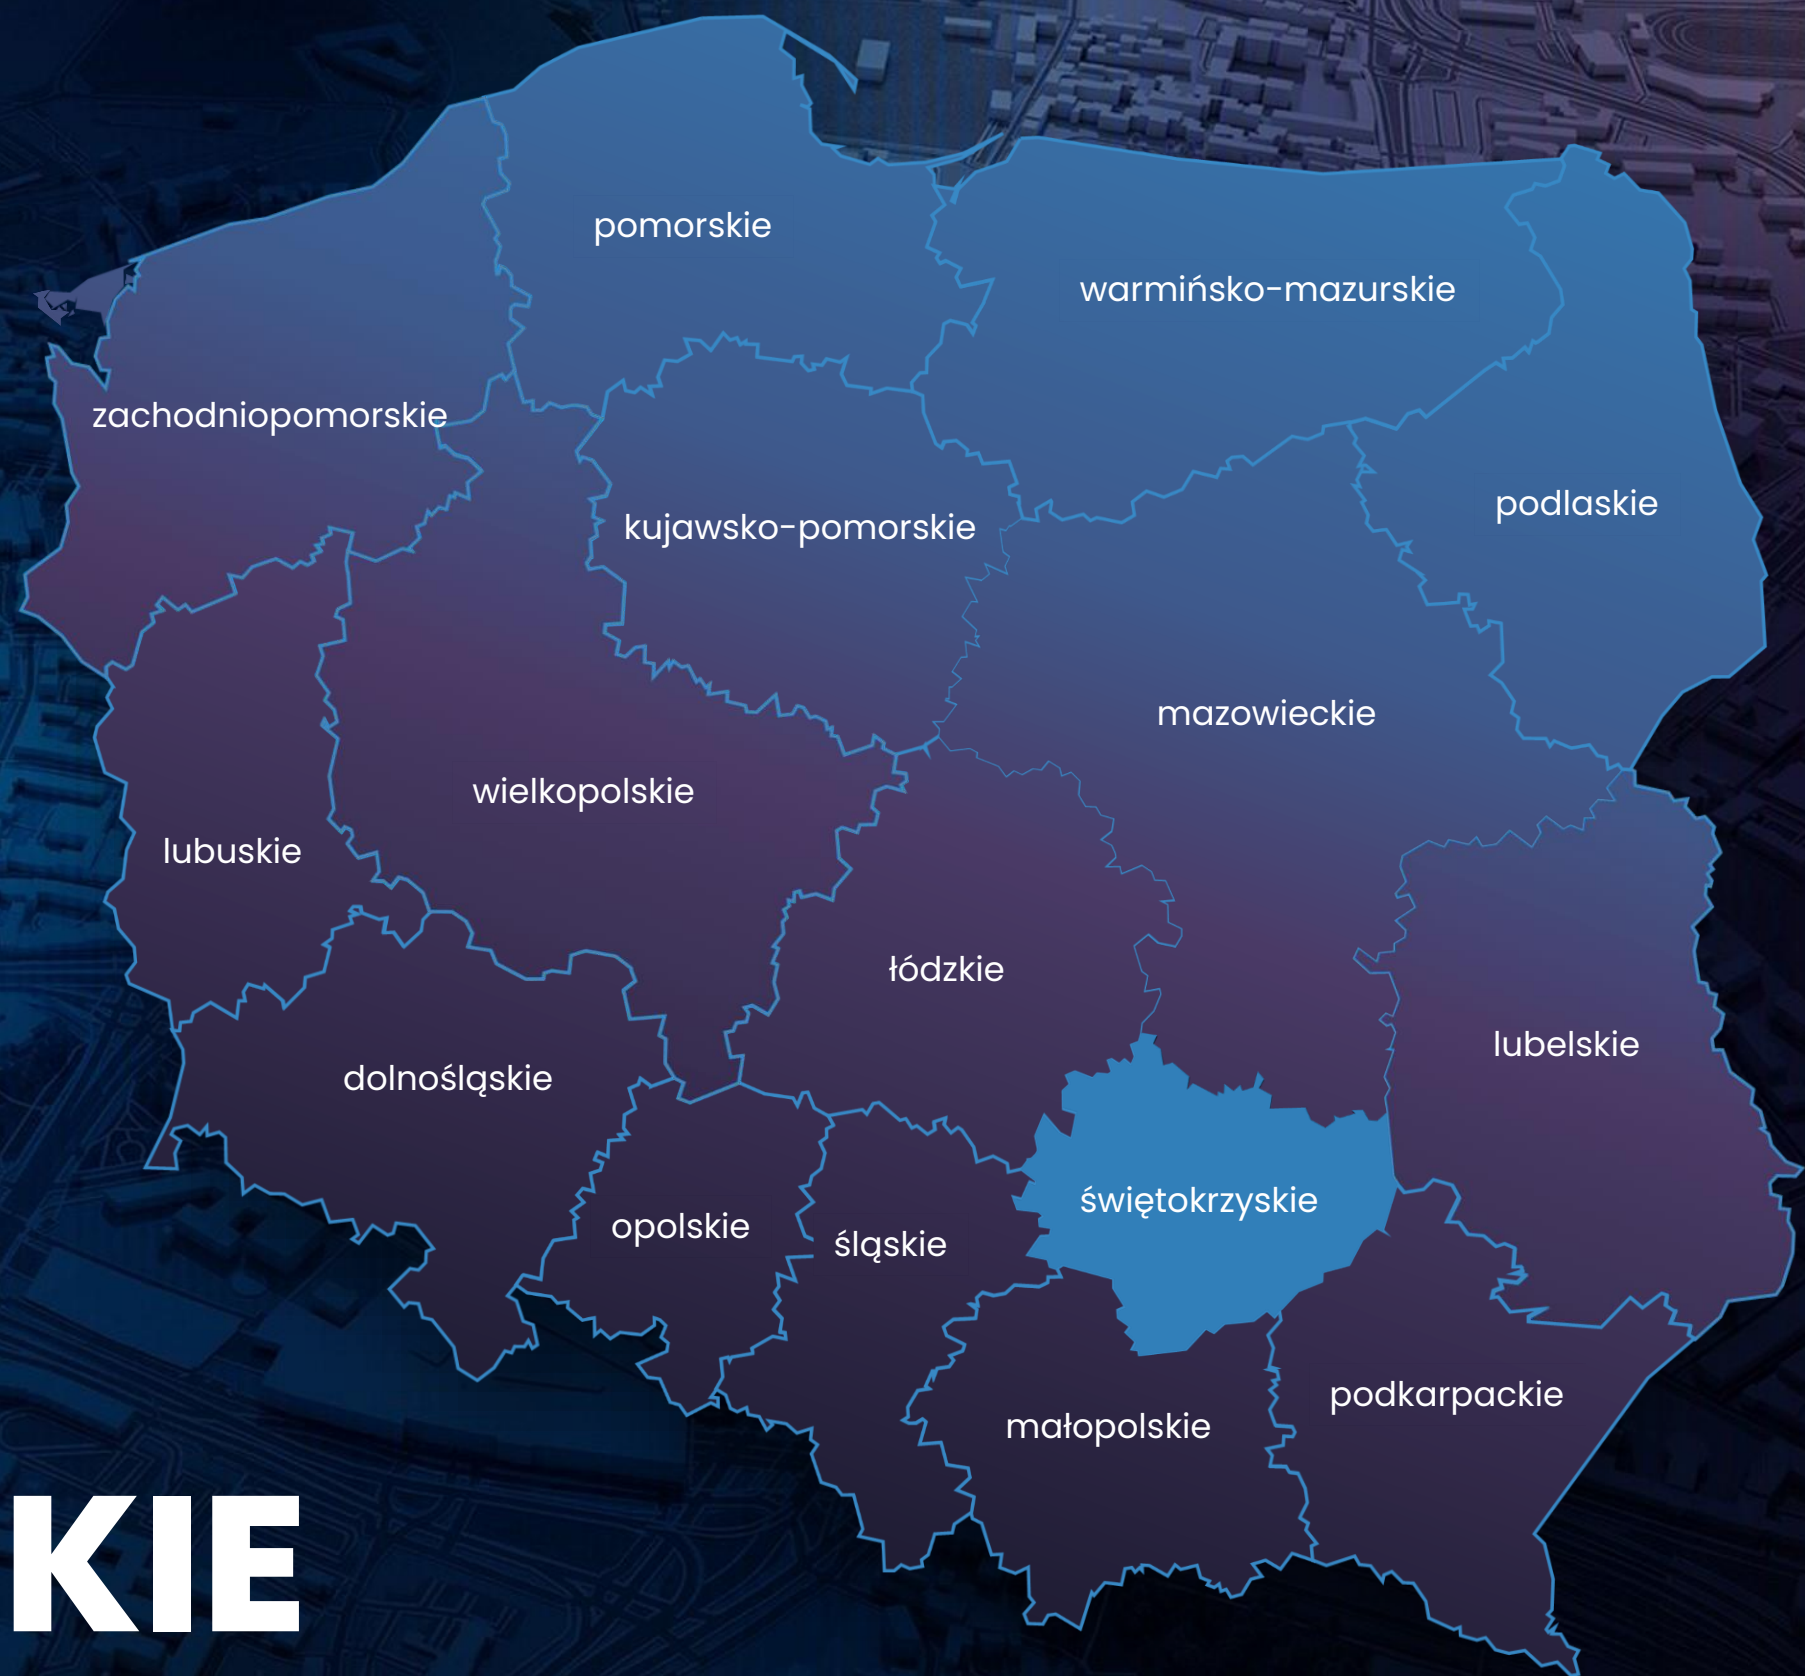 pomorskie
warmińsko-mazurskie
zachodniopomorskie
podlaskie
kujawsko-pomorskie
mazowieckie
wielkopolskie
lubuskie
łódzkie
lubelskie
dolnośląskie
świętokrzyskie
opolskie
śląskie
podkarpackie
małopolskie
KIE